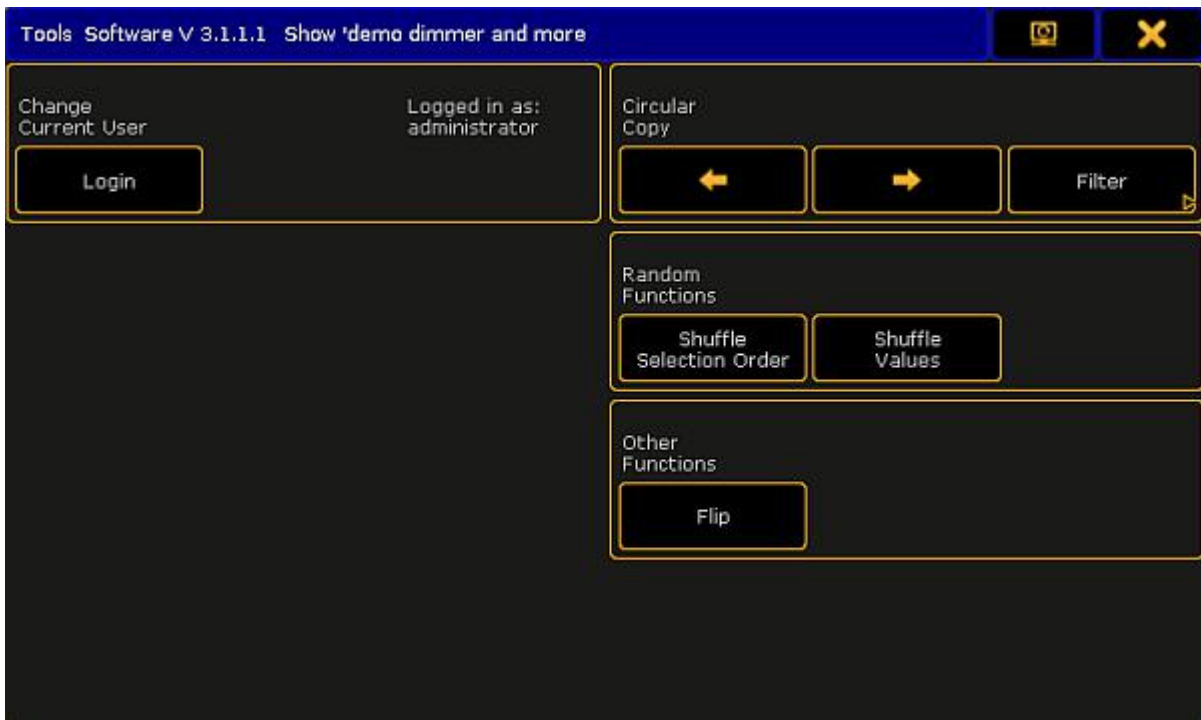 Tools Software V 3.1.1.1 Show 'demo dimmer and more
Change
Current User
Logged in as:
administrator
Login
Circular
Copy
Filter
Random
Functions
Shuffle
Selection Order
Shuffle
Values
Other
Functions
Flip